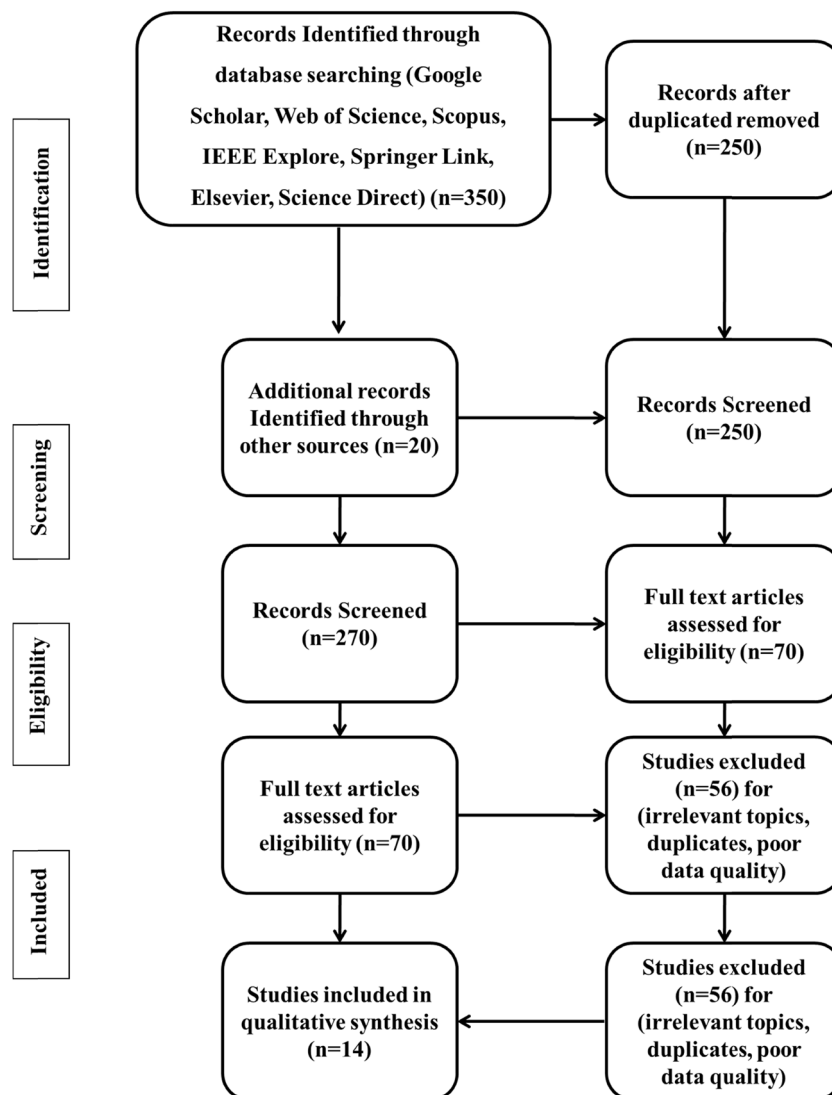 Records Identified through
database searching (Google
Scholar, Web of Science, Scopus,
IEEE Explore, Springer Link,
Elsevier, Science Direct) (n=350)
Records after
duplicated removed
(n=250)
Identification
Additional records
Identified through
other sources (n=20)
Records Screened
(n=250)
Screening
Records Screened
(n=270)
Full text articles
assessed for
eligibility (n=70)
Eligibility
Full text articles
assessed for
eligibility (n=70)
Studies excluded
(n=56) for
(irrelevant topics,
duplicates, poor
data quality)
Included
Studies included in
qualitative synthesis
(n=14)
Studies excluded
(n=56) for
(irrelevant topics,
duplicates, poor
data quality)